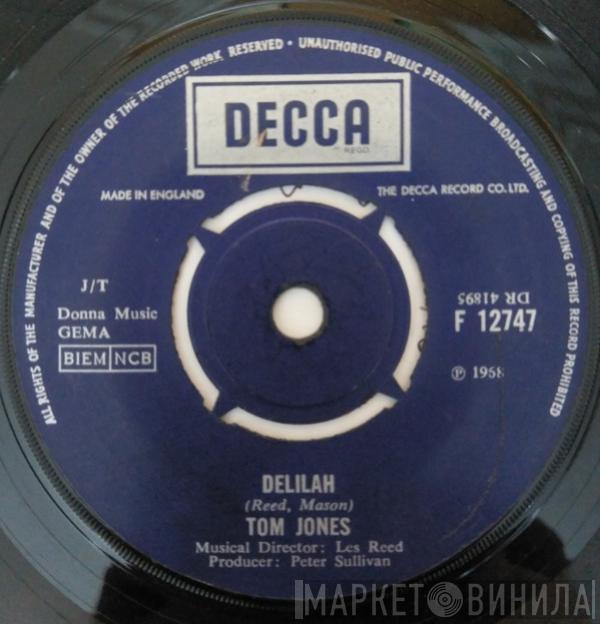 ALL RIGHTS OF THE MANUFACTURER AND OF THE OWNER OF THE RECORDED WORK RESERVED • UNAUTHORISED PUBLIC PERFORMANCE BROADCASTING AND COPYING OF THIS RECORD PROHIBITED
DECCA
REGD.
MADE IN ENGLAND
THE DECCA RECORD CO. LTD.
J/T
Donna Music
GEMA
BIEM NCB
DR 41895
F 12747
℗ 1968
DELILAH
(Reed, Mason)
TOM JONES
Musical Director: Les Reed
Producer: Peter Sullivan
МАРКЕТ ВИНИЛА